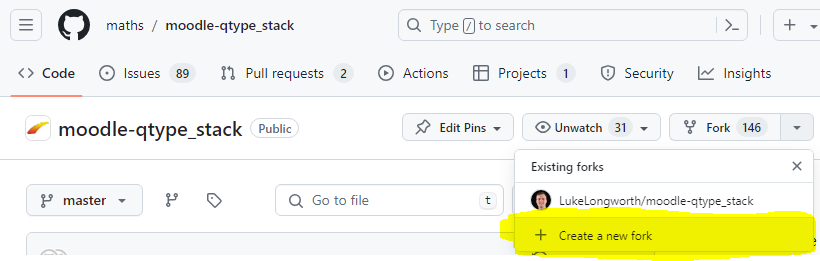 maths / moodle-qtype_stack
Type / to search
Code Issues 89 Pull requests 2 Actions Projects 1 Security Insights
moodle-qtype_stack Public
Edit Pins Unwatch 31 Fork 146
Existing forks
master
Go to file t
LukeLongworth/moodle-qtype_stack
Create a new fork